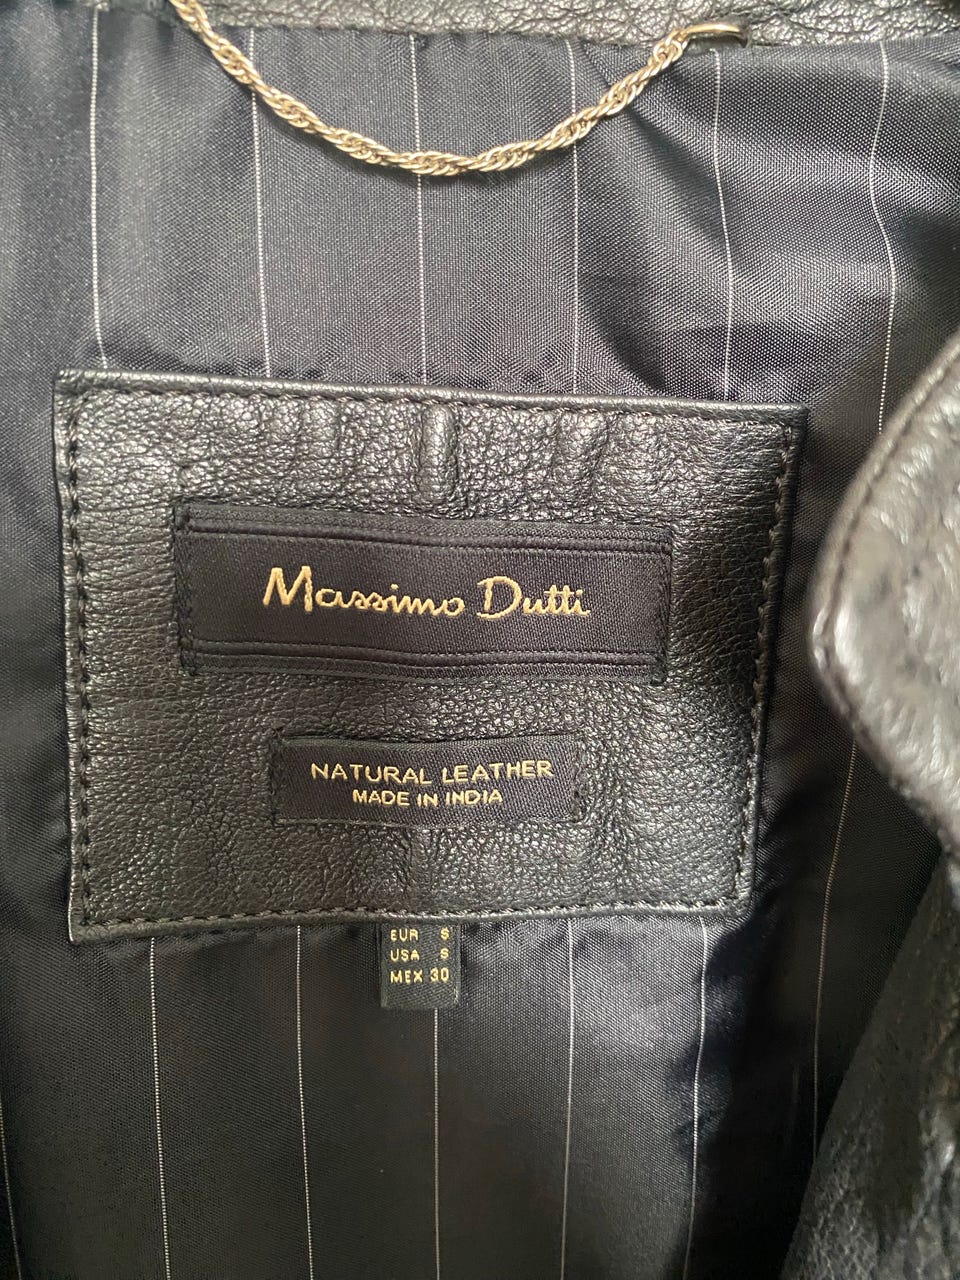 Massimo Dutti
NATURAL LEATHER
MADE IN INDIA
EUR S
USA S
MEX 30